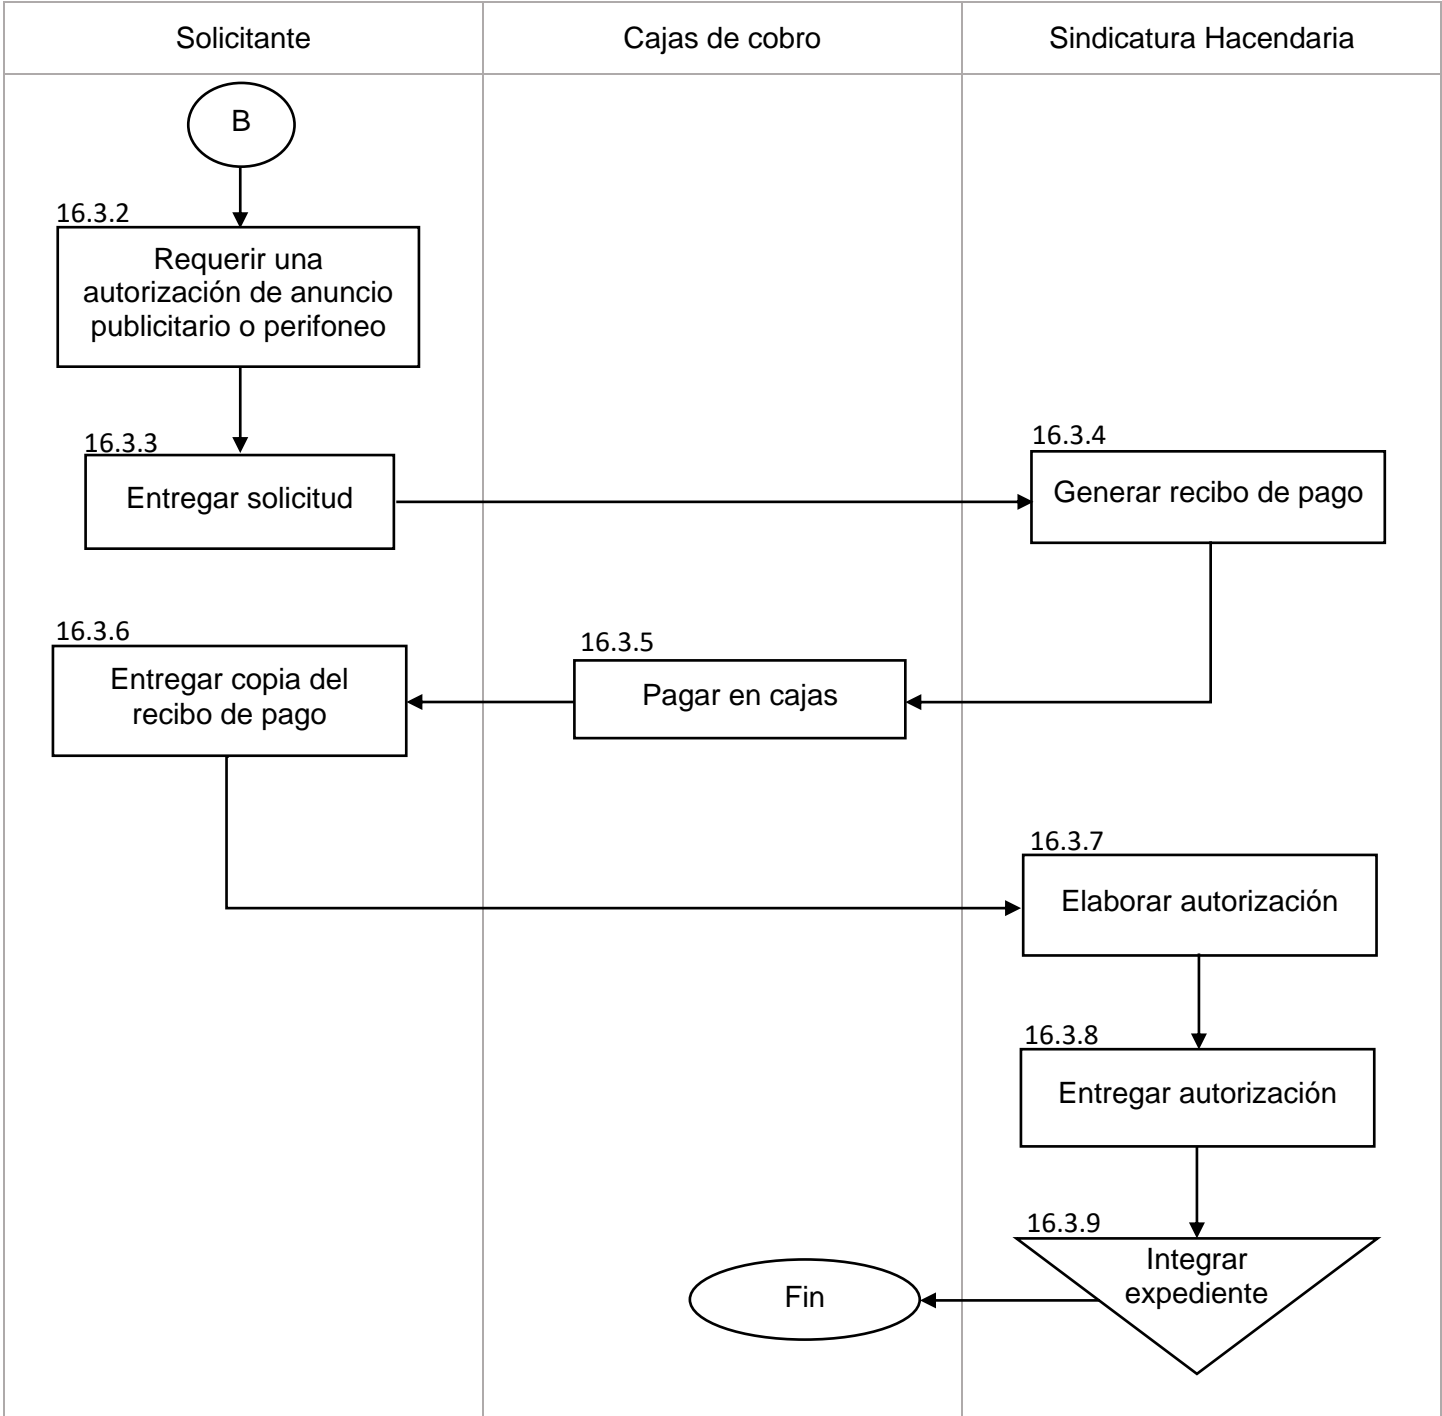 Solicitante
Cajas de cobro
Sindicatura Hacendaria
B
16.3.2
Requerir una
autorización de anuncio
publicitario o perifoneo
16.3.3
Entregar solicitud
16.3.4
Generar recibo de pago
16.3.5
Pagar en cajas
16.3.6
Entregar copia del
recibo de pago
16.3.7
Elaborar autorización
16.3.8
Entregar autorización
16.3.9
Integrar
expediente
Fin